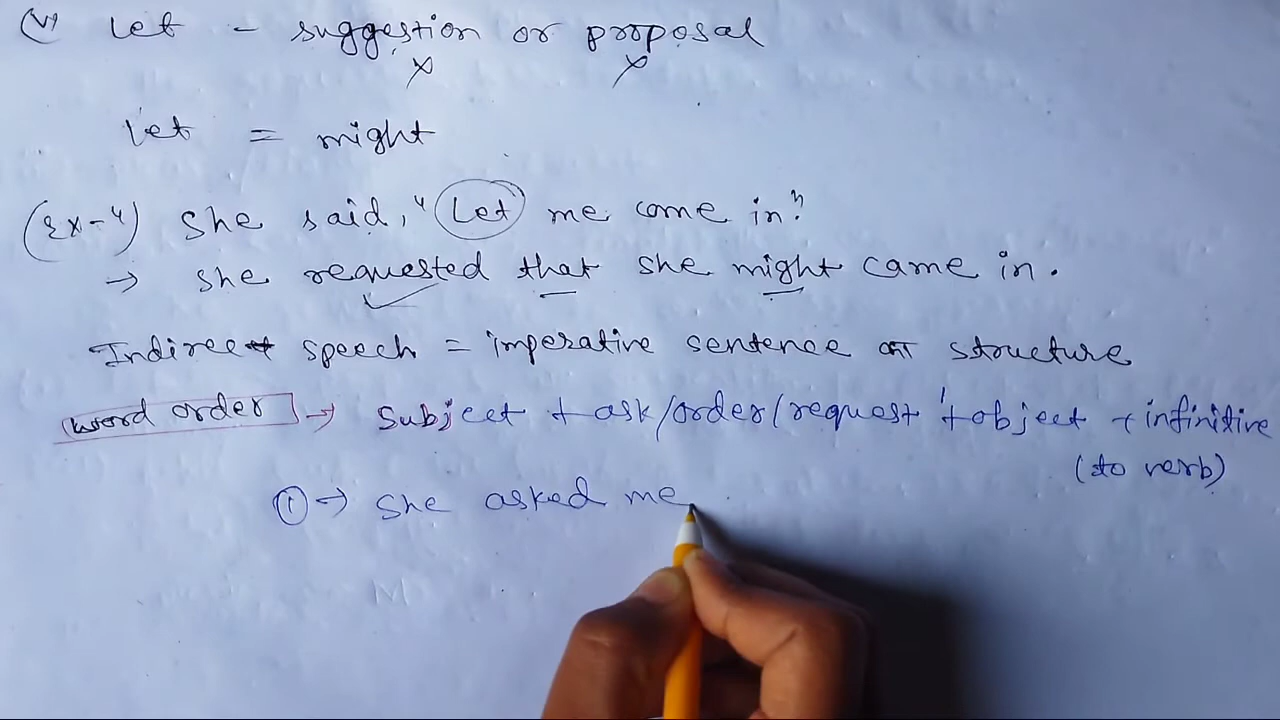 (v) Let - suggestion or proposal
x x
Let = might
(Ex-4) She said, "Let me come in"
→ she requested that she might came in.
Indirect speech = imperative sentence এর structure
word order → Subject + ask/order/request + object + infinitive
(to verb)
① → She asked me